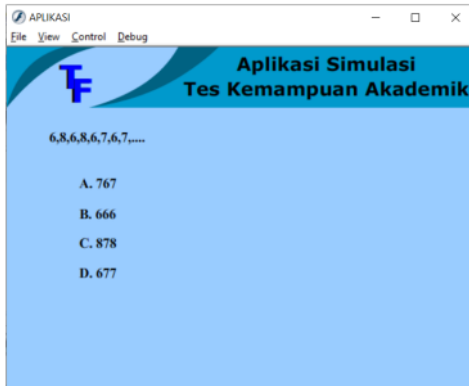 APLIKASI
File View Control Debug
TF
Aplikasi Simulasi
Tes Kemampuan Akademik
6,8,6,8,6,7,6,7,....
A. 767
B. 666
C. 878
D. 677